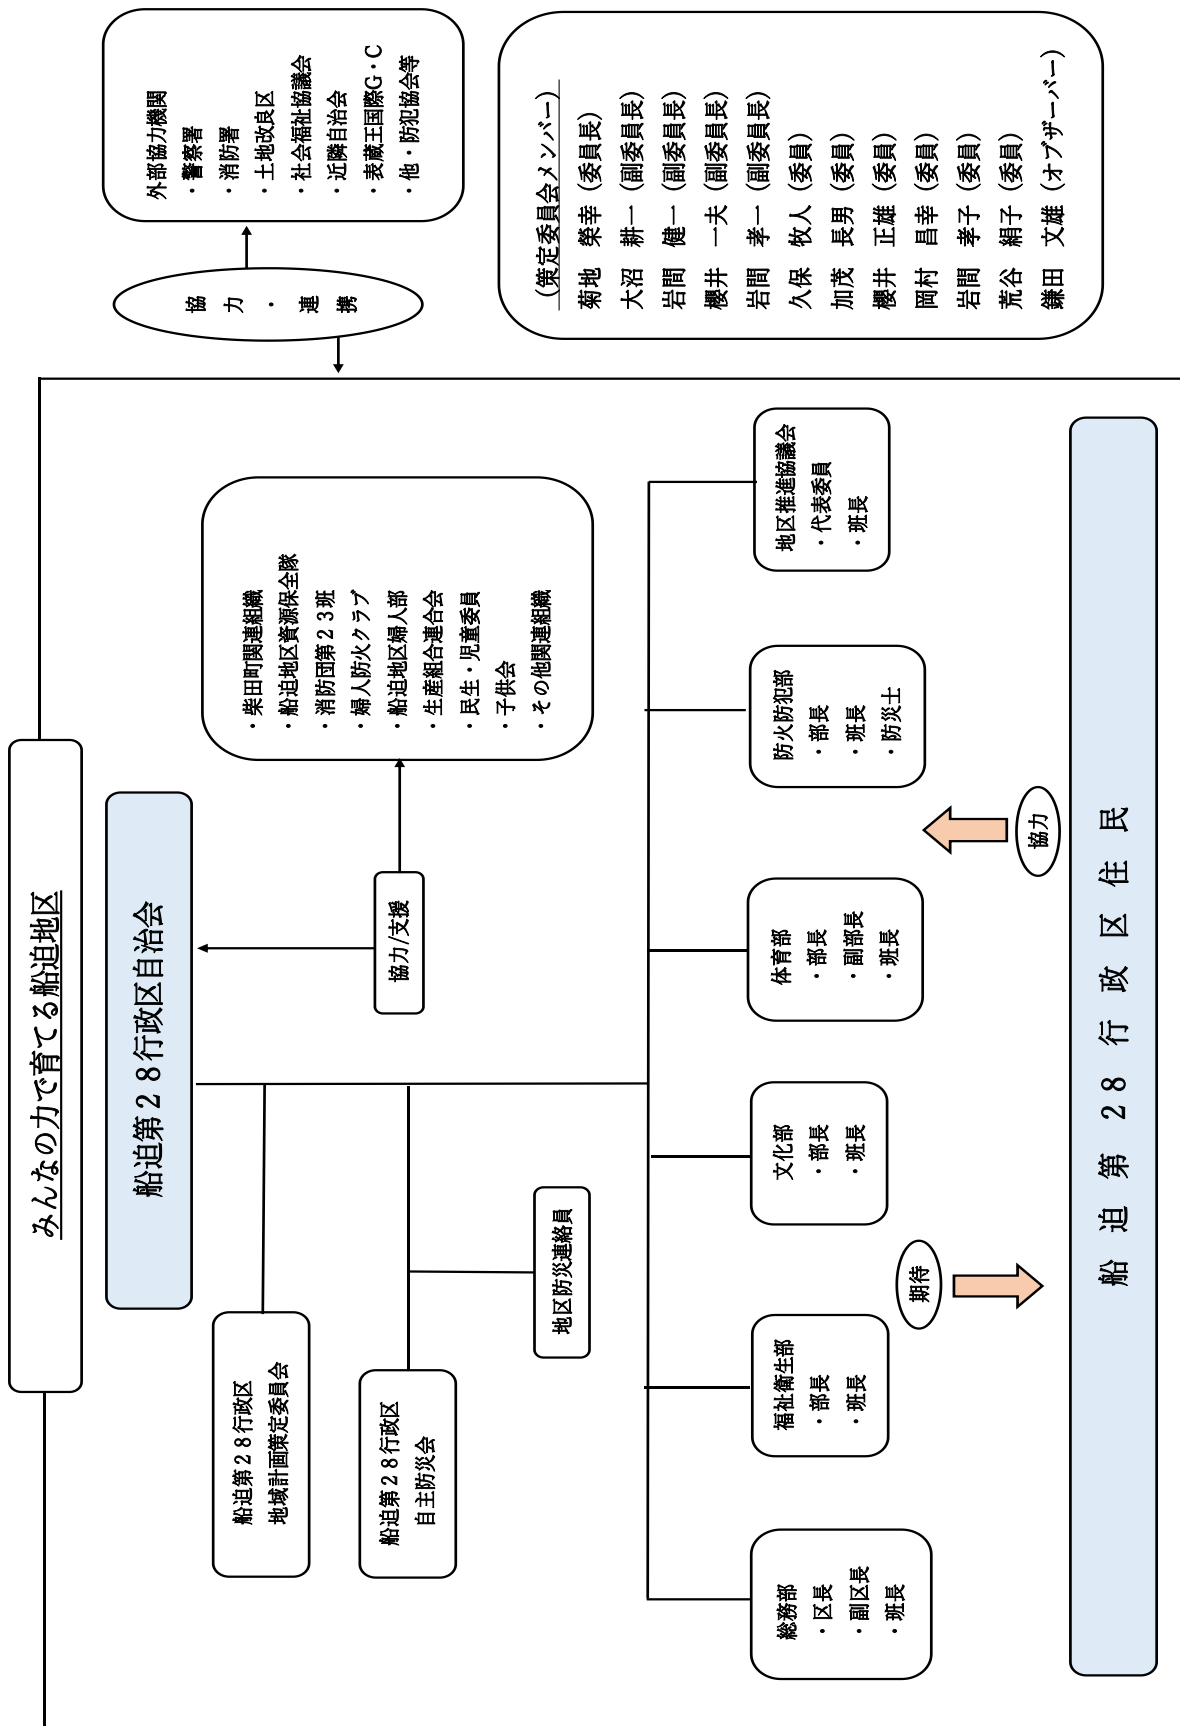 みんなの力で育てる船迫地区
船迫第２８行政区自治会
船迫第２８行政区
地域計画策定委員会
船迫第２８行政区
自主防災会
地区防災連絡員
協力/支援
・柴田町関連組織
・船迫地区資源保全隊
・消防団第２３班
・婦人防火クラブ
・船迫地区婦人部
・生産組合連合会
・民生・児童委員
・子供会
・その他関連組織
協力・連携
外部協力機関
・警察署
・消防署
・土地改良区
・社会福祉協議会
・近隣自治会
・表蔵王国際G・C
・他・防犯協会等
(策定委員会メンバー)
菊地　榮幸 (委員長)
大沼　耕一 (副委員長)
岩間　健一 (副委員長)
櫻井　一夫 (副委員長)
岩間　孝一 (副委員長)
久保　牧人 (委員)
加茂　長男 (委員)
櫻井　正雄 (委員)
岡村　昌幸 (委員)
岩間　孝子 (委員)
荒谷　絹子 (委員)
鎌田　文雄 (オブザーバー)
総務部
・区長
・副区長
・班長
福祉衛生部
・部長
・班長
文化部
・部長
・班長
体育部
・部長
・副部長
・班長
防火防犯部
・部長
・班長
・防災士
地区推進協議会
・代表委員
・班長
期待
協力
船迫第２８行政区住民